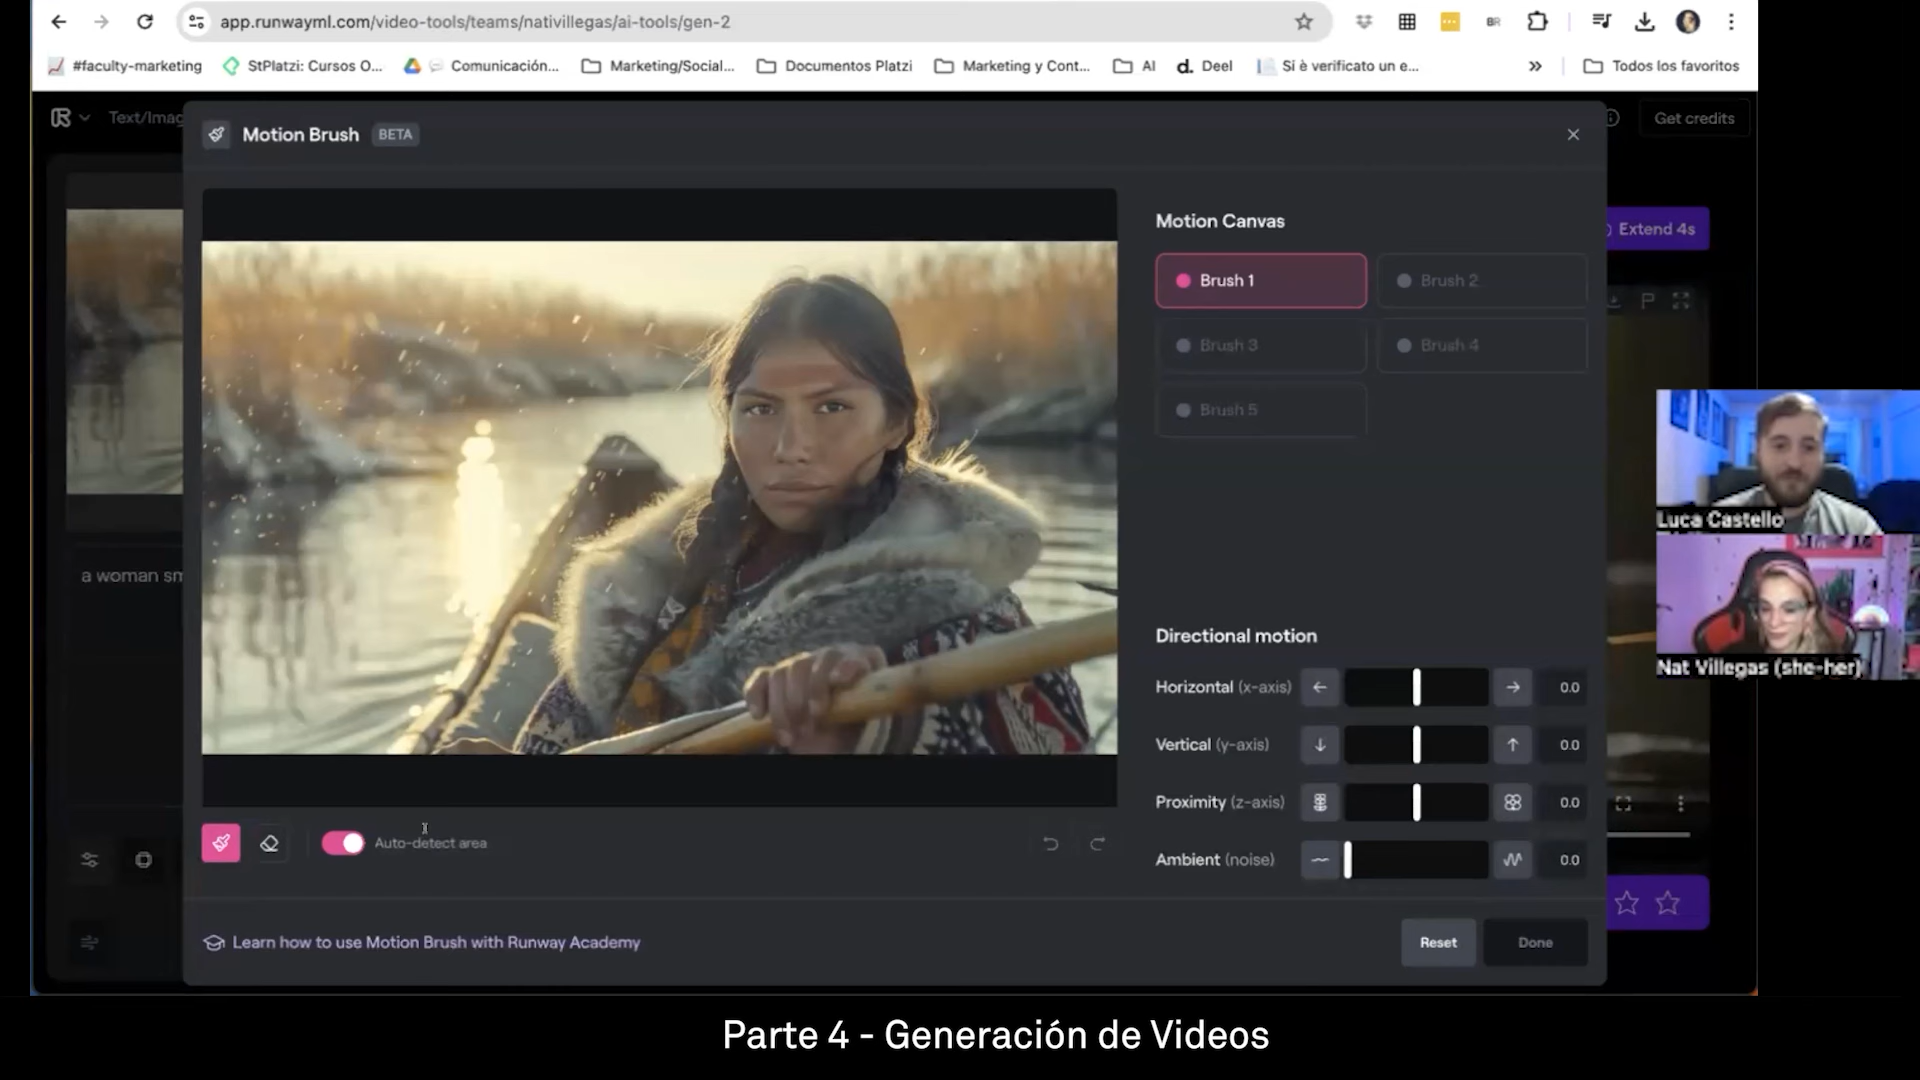 app.runwayml.com/video-tools/teams/nativillegas/ai-tools/gen-2
BR
#faculty-marketing
StPlatzi: Cursos O...
Comunicación...
Marketing/Social...
Documentos Platzi
Marketing y Cont...
AI
d. Deel
Si è verificato un e...
Todos los favoritos
Text/Imag
Motion Brush BETA
Get credits
Motion Canvas
Extend 4s
Brush 1
Brush 2
Brush 3
Brush 4
Brush 5
Luca Castello
a woman sm
Directional motion
Nat Villegas (she-her)
Horizontal (x-axis) 0.0
Vertical (y-axis) 0.0
Proximity (z-axis) 0.0
Auto-detect area
Ambient (noise) 0.0
Learn how to use Motion Brush with Runway Academy
Reset
Done
Parte 4 - Generación de Videos